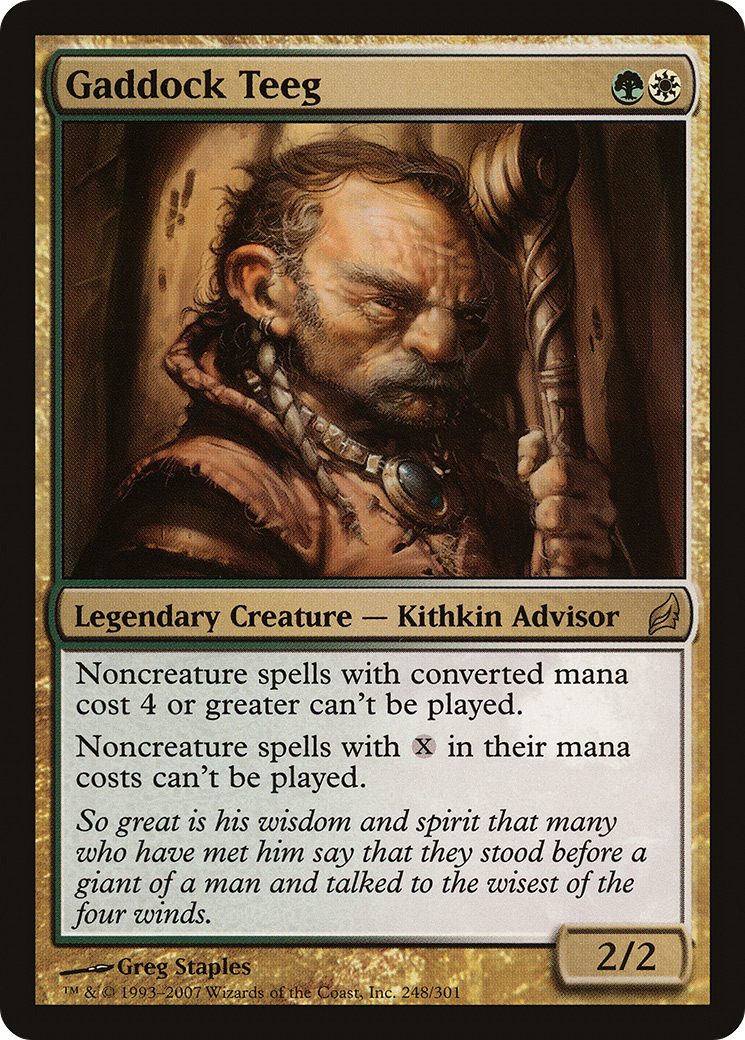 Gaddock Teeg
Legendary Creature — Kithkin Advisor
Noncreature spells with converted mana
cost 4 or greater can't be played.
Noncreature spells with X in their mana
costs can't be played.
So great is his wisdom and spirit that many
who have met him say that they stood before a
giant of a man and talked to the wisest of the
four winds.
2/2
Greg Staples
™ & © 1993–2007 Wizards of the Coast, Inc. 248/301